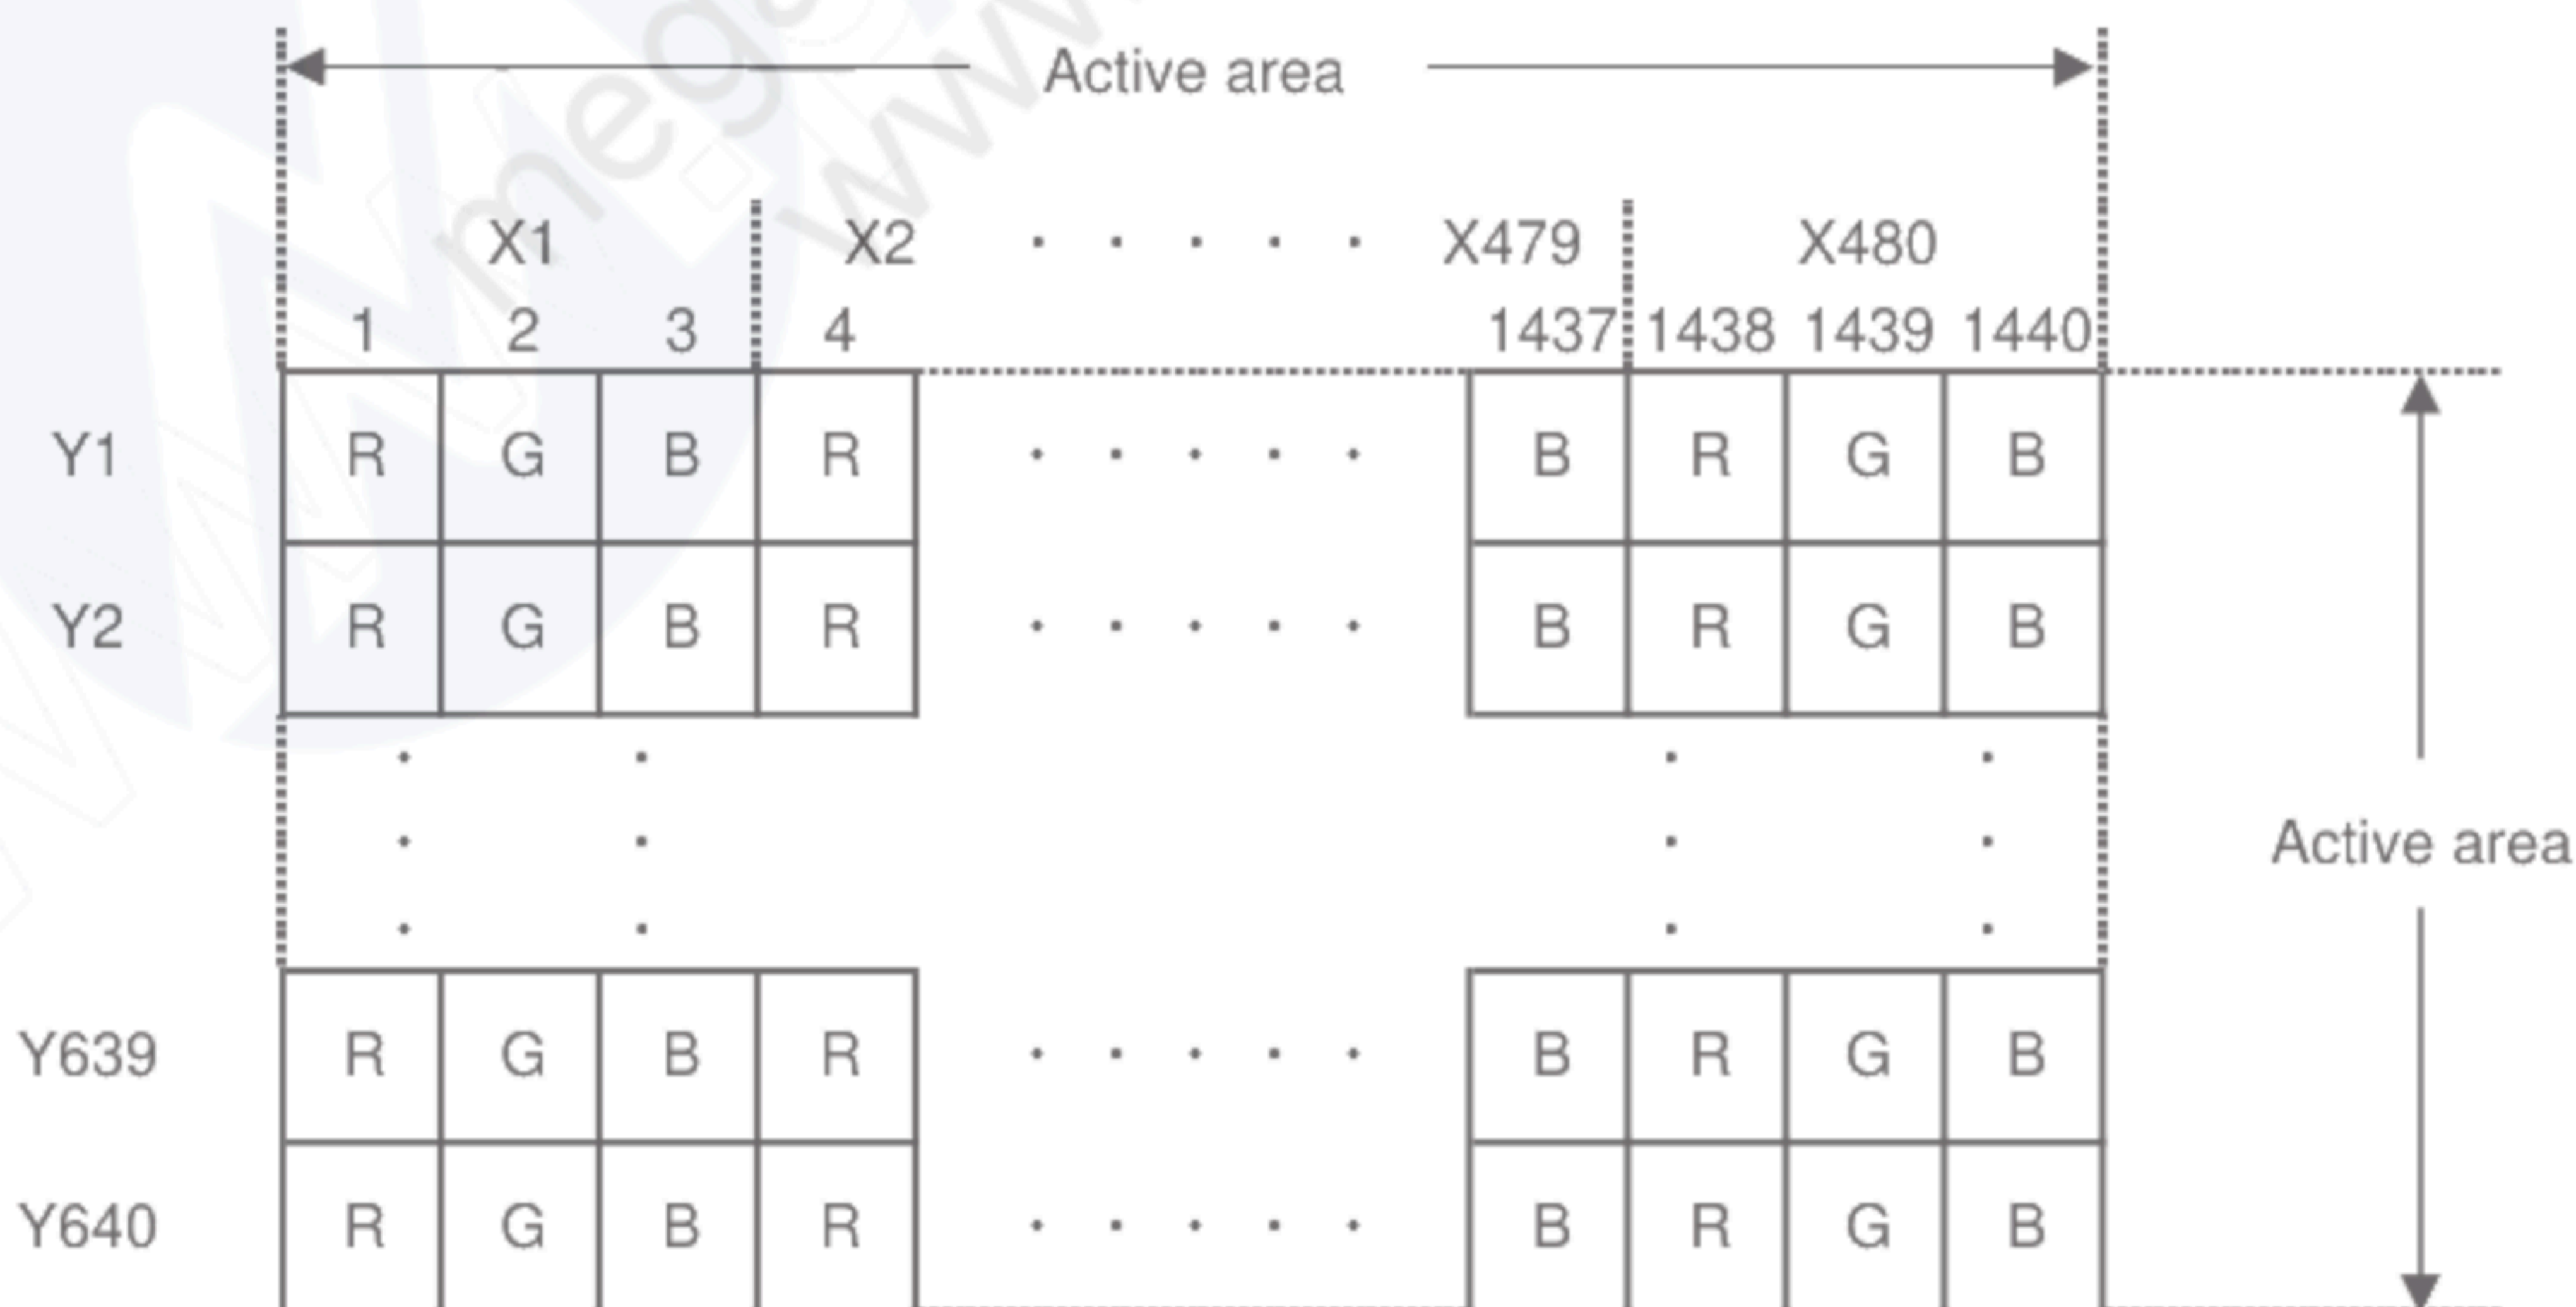 Active area
X1 X2 . . . . . X479 X480
1 2 3 4 1437 1438 1439 1440
Y1 R G B R . . . . . B R G B
Y2 R G B R . . . . . B R G B
Active area
Y639 R G B R . . . . . B R G B
Y640 R G B R . . . . . B R G B